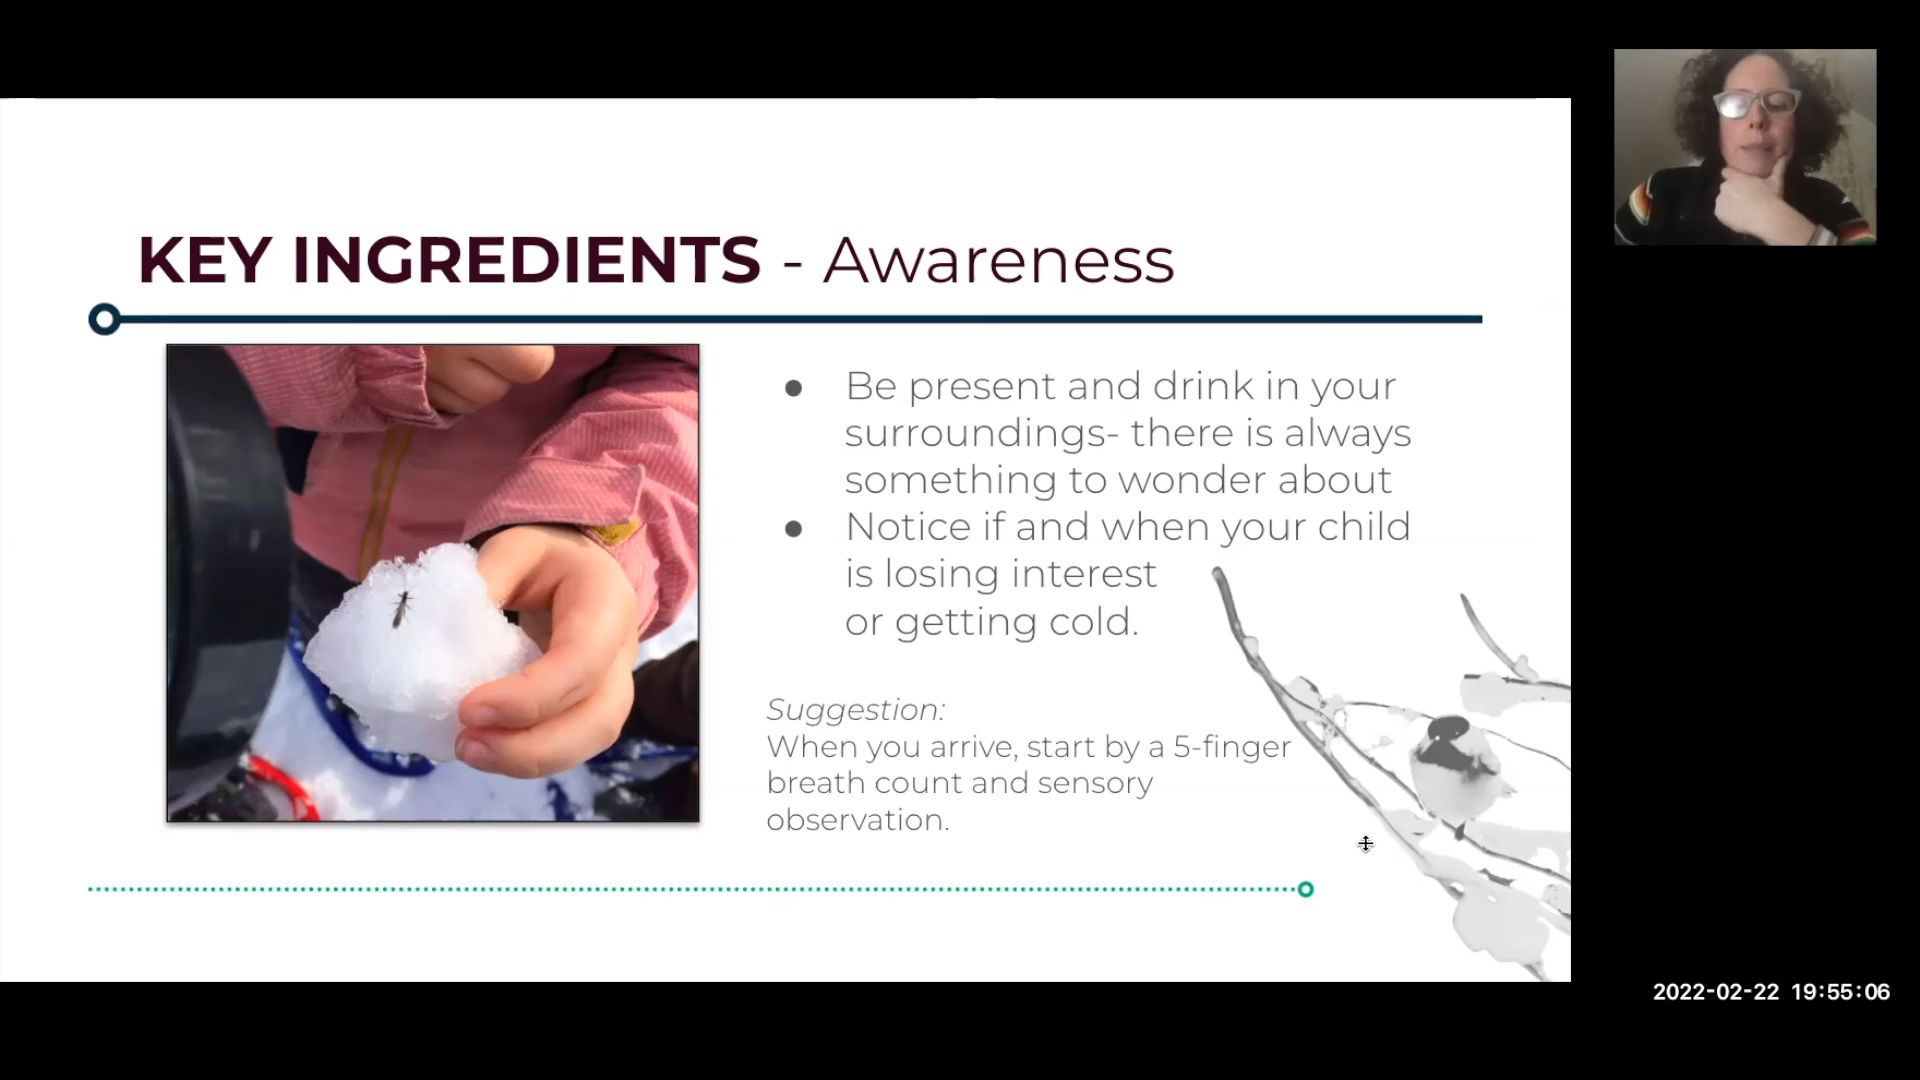 KEY INGREDIENTS - Awareness
● Be present and drink in your
surroundings- there is always
something to wonder about
● Notice if and when your child
is losing interest
or getting cold.
Suggestion:
When you arrive, start by a 5-finger
breath count and sensory
observation.
2022-02-22 19:55:06